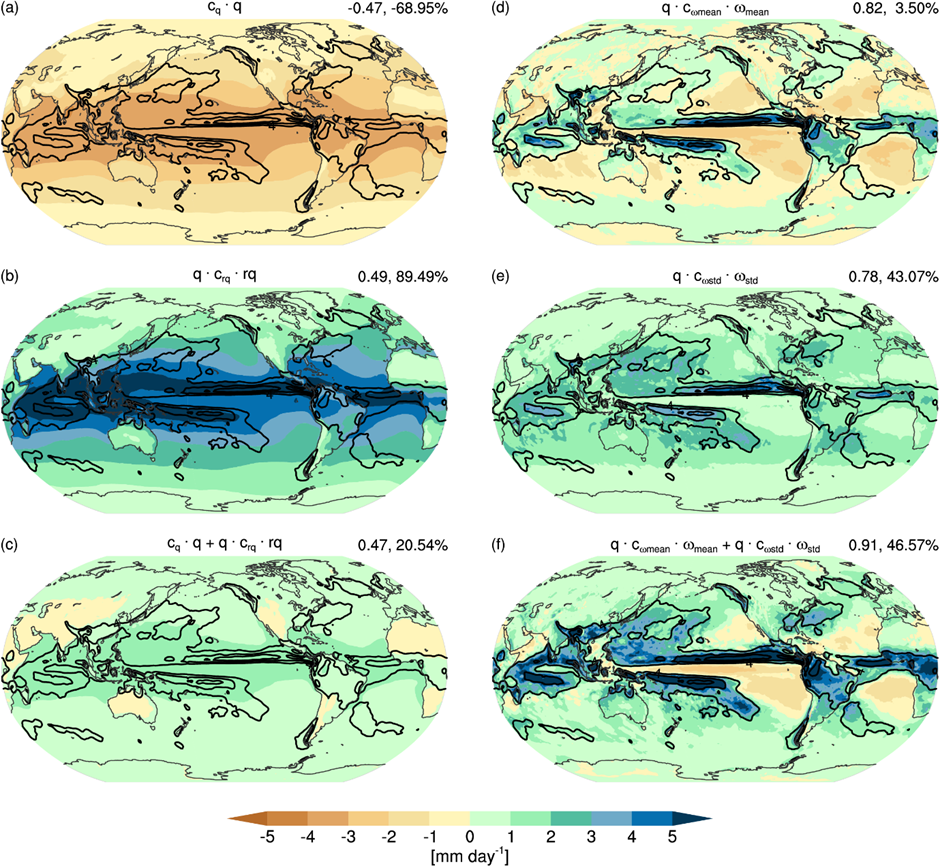 (a) c_q · q -0.47, -68.95%
(d) q · c_ωmean · ω_mean 0.82, 3.50%
(b) q · c_rq · rq 0.49, 89.49%
(e) q · c_ωstd · ω_std 0.78, 43.07%
(c) c_q · q + q · c_rq · rq 0.47, 20.54%
(f) q · c_ωmean · ω_mean + q · c_ωstd · ω_std 0.91, 46.57%
-5 -4 -3 -2 -1 0 1 2 3 4 5
[mm day⁻¹]